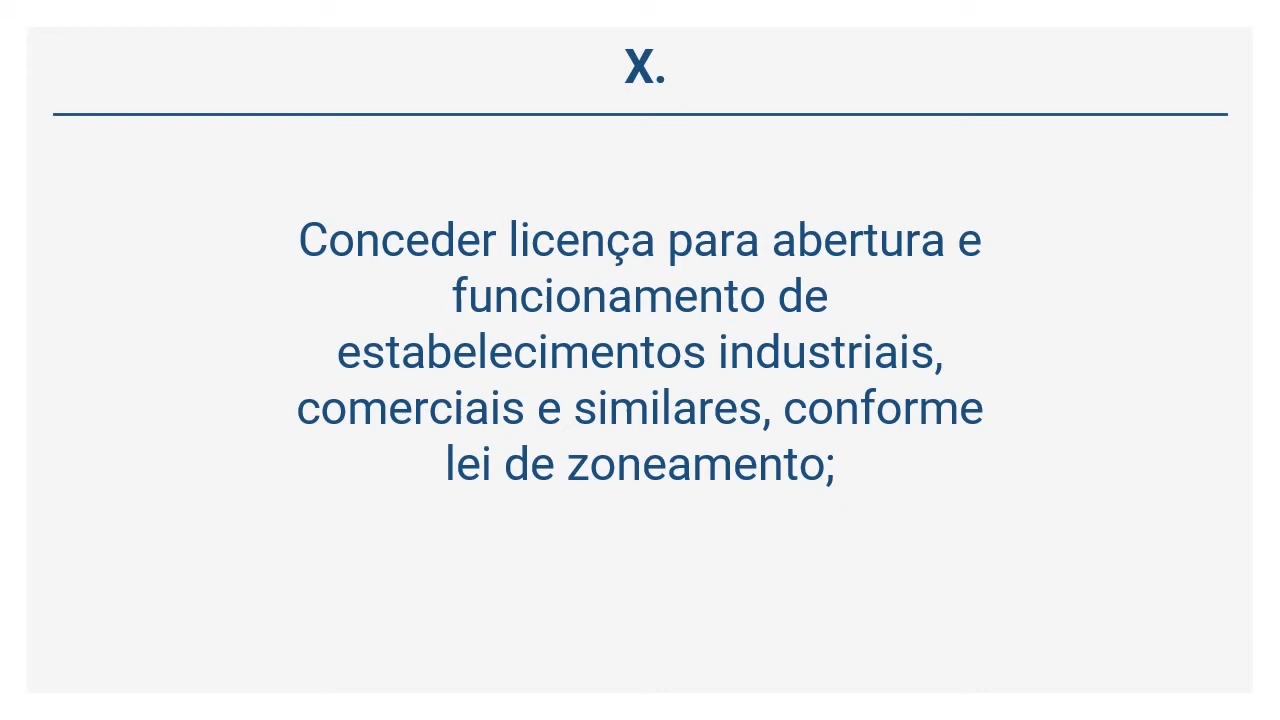 X.
Conceder licença para abertura e
funcionamento de
estabelecimentos industriais,
comerciais e similares, conforme
lei de zoneamento;